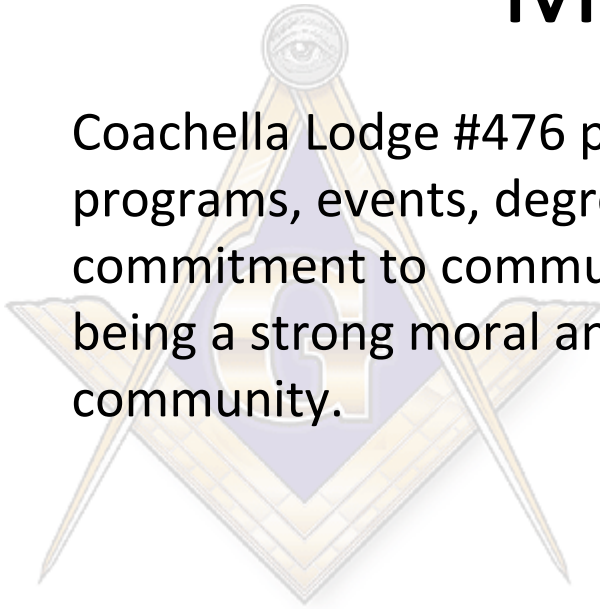 Coachella Lodge #476 p
programs, events, degr
commitment to commu
being a strong moral an
community.
G